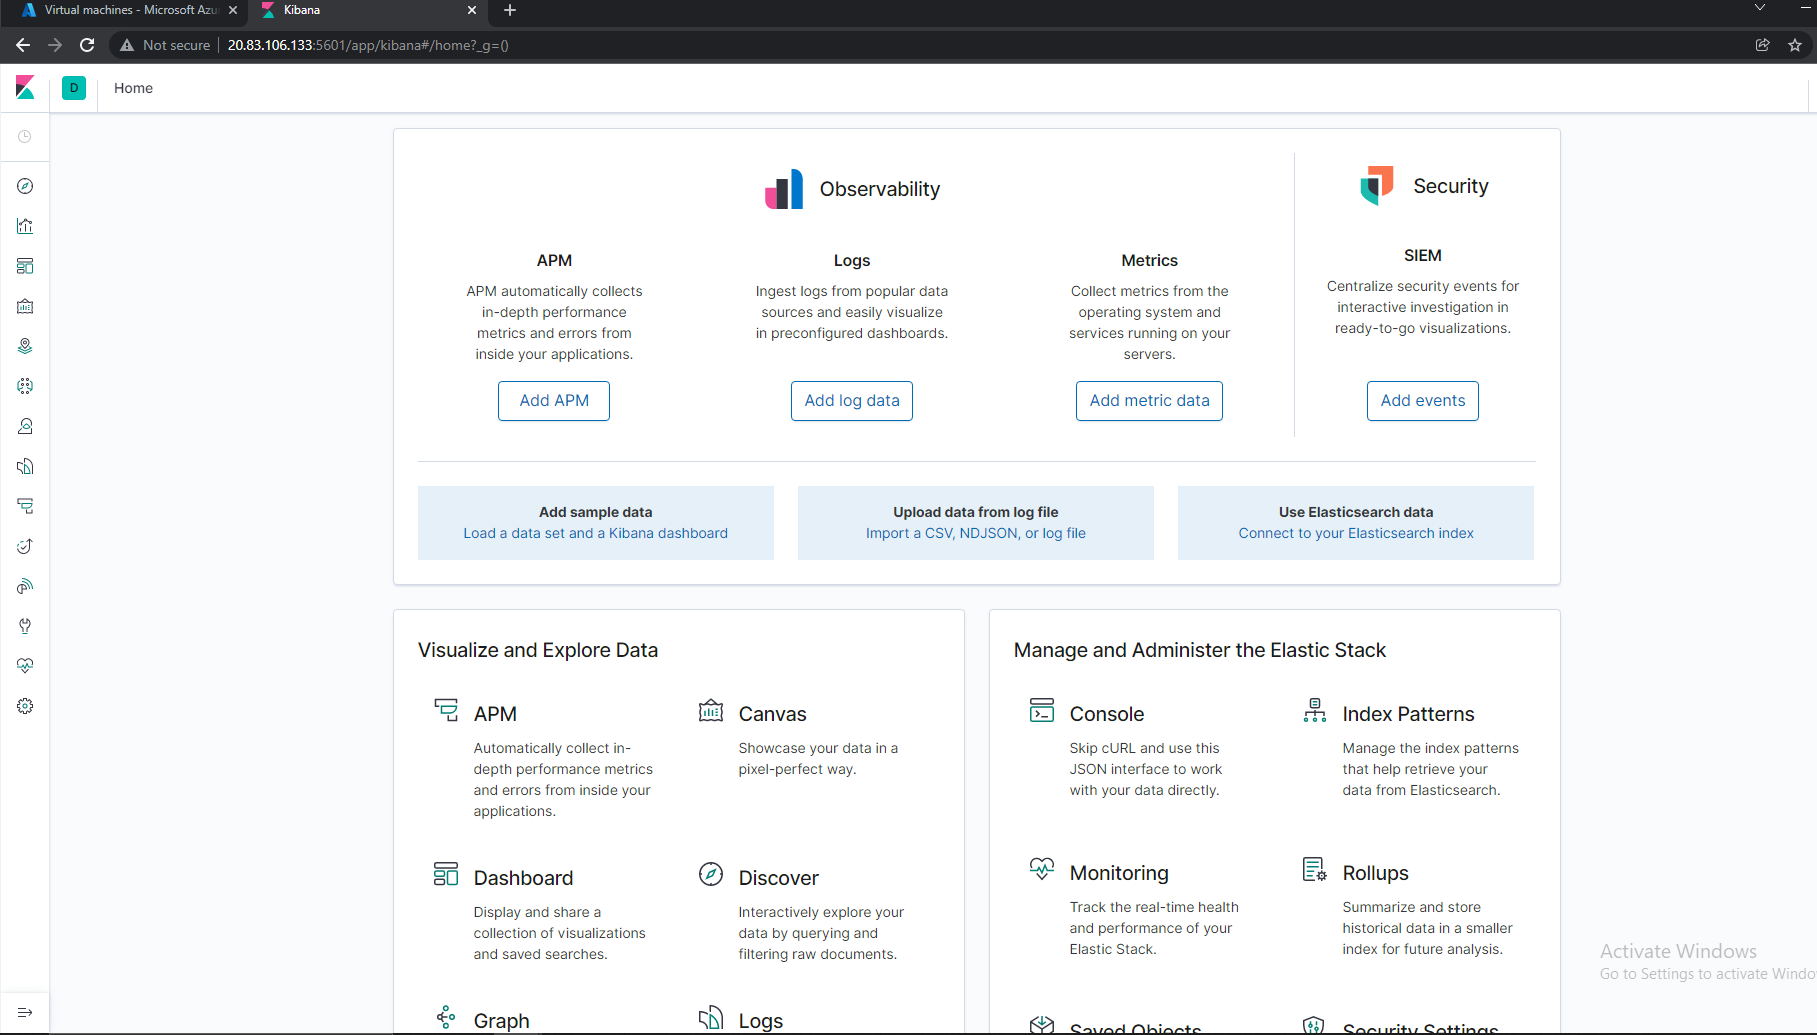 Virtual machines - Microsoft Azu
Kibana
Not secure
20.83.106.133:5601/app/kibana#/home?_g=()
D
Home
Observability
Security
APM
APM automatically collects
in-depth performance
metrics and errors from
inside your applications.
Add APM
Logs
Ingest logs from popular data
sources and easily visualize
in preconfigured dashboards.
Add log data
Metrics
Collect metrics from the
operating system and
services running on your
servers.
Add metric data
SIEM
Centralize security events for
interactive investigation in
ready-to-go visualizations.
Add events
Add sample data
Load a data set and a Kibana dashboard
Upload data from log file
Import a CSV, NDJSON, or log file
Use Elasticsearch data
Connect to your Elasticsearch index
Visualize and Explore Data
APM
Automatically collect in-
depth performance metrics
and errors from inside your
applications.
Canvas
Showcase your data in a
pixel-perfect way.
Dashboard
Display and share a
collection of visualizations
and saved searches.
Discover
Interactively explore your
data by querying and
filtering raw documents.
Graph
Logs
Manage and Administer the Elastic Stack
Console
Skip cURL and use this
JSON interface to work
with your data directly.
Index Patterns
Manage the index patterns
that help retrieve your
data from Elasticsearch.
Monitoring
Track the real-time health
and performance of your
Elastic Stack.
Rollups
Summarize and store
historical data in a smaller
index for future analysis.
Saved Objects
Security Settings
Activate Windows
Go to Settings to activate Windo